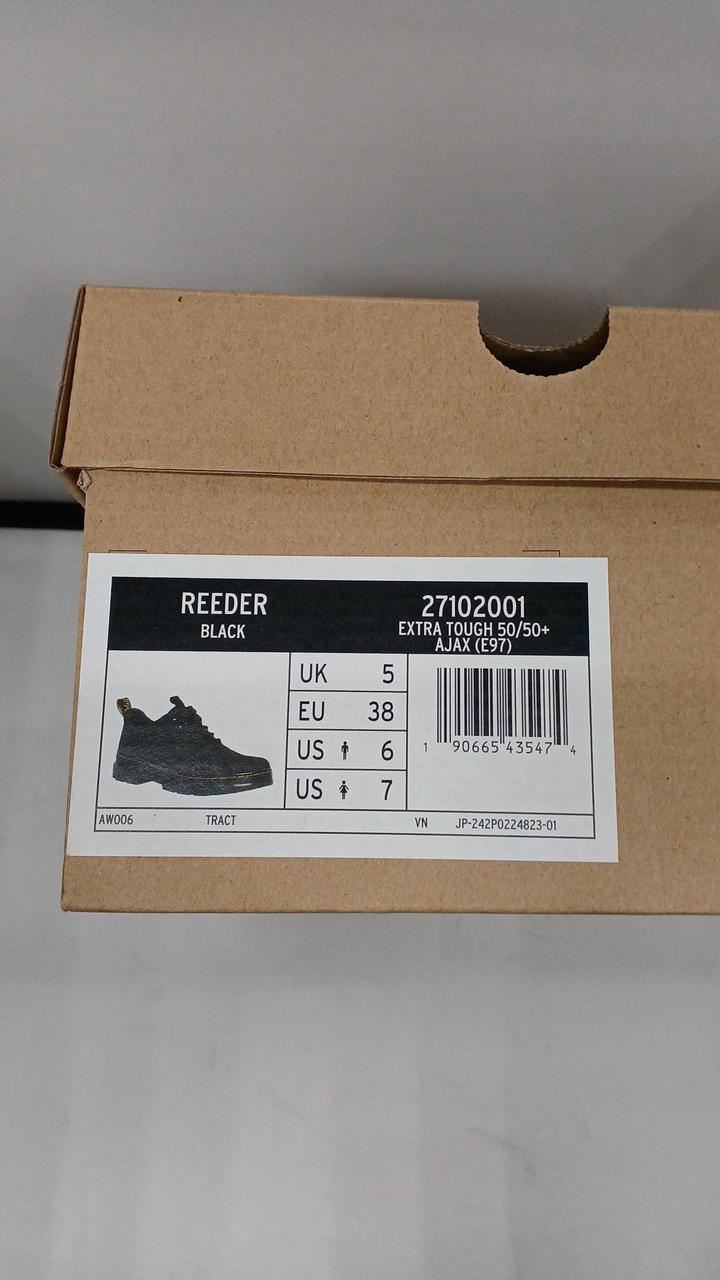 REEDER
BLACK
27102001
EXTRA TOUGH 50/50+
AJAX (E97)
UK 5
EU 38
US 6
US 7
1 90665 43547 4
AW006 TRACT VN JP-242P0224823-01